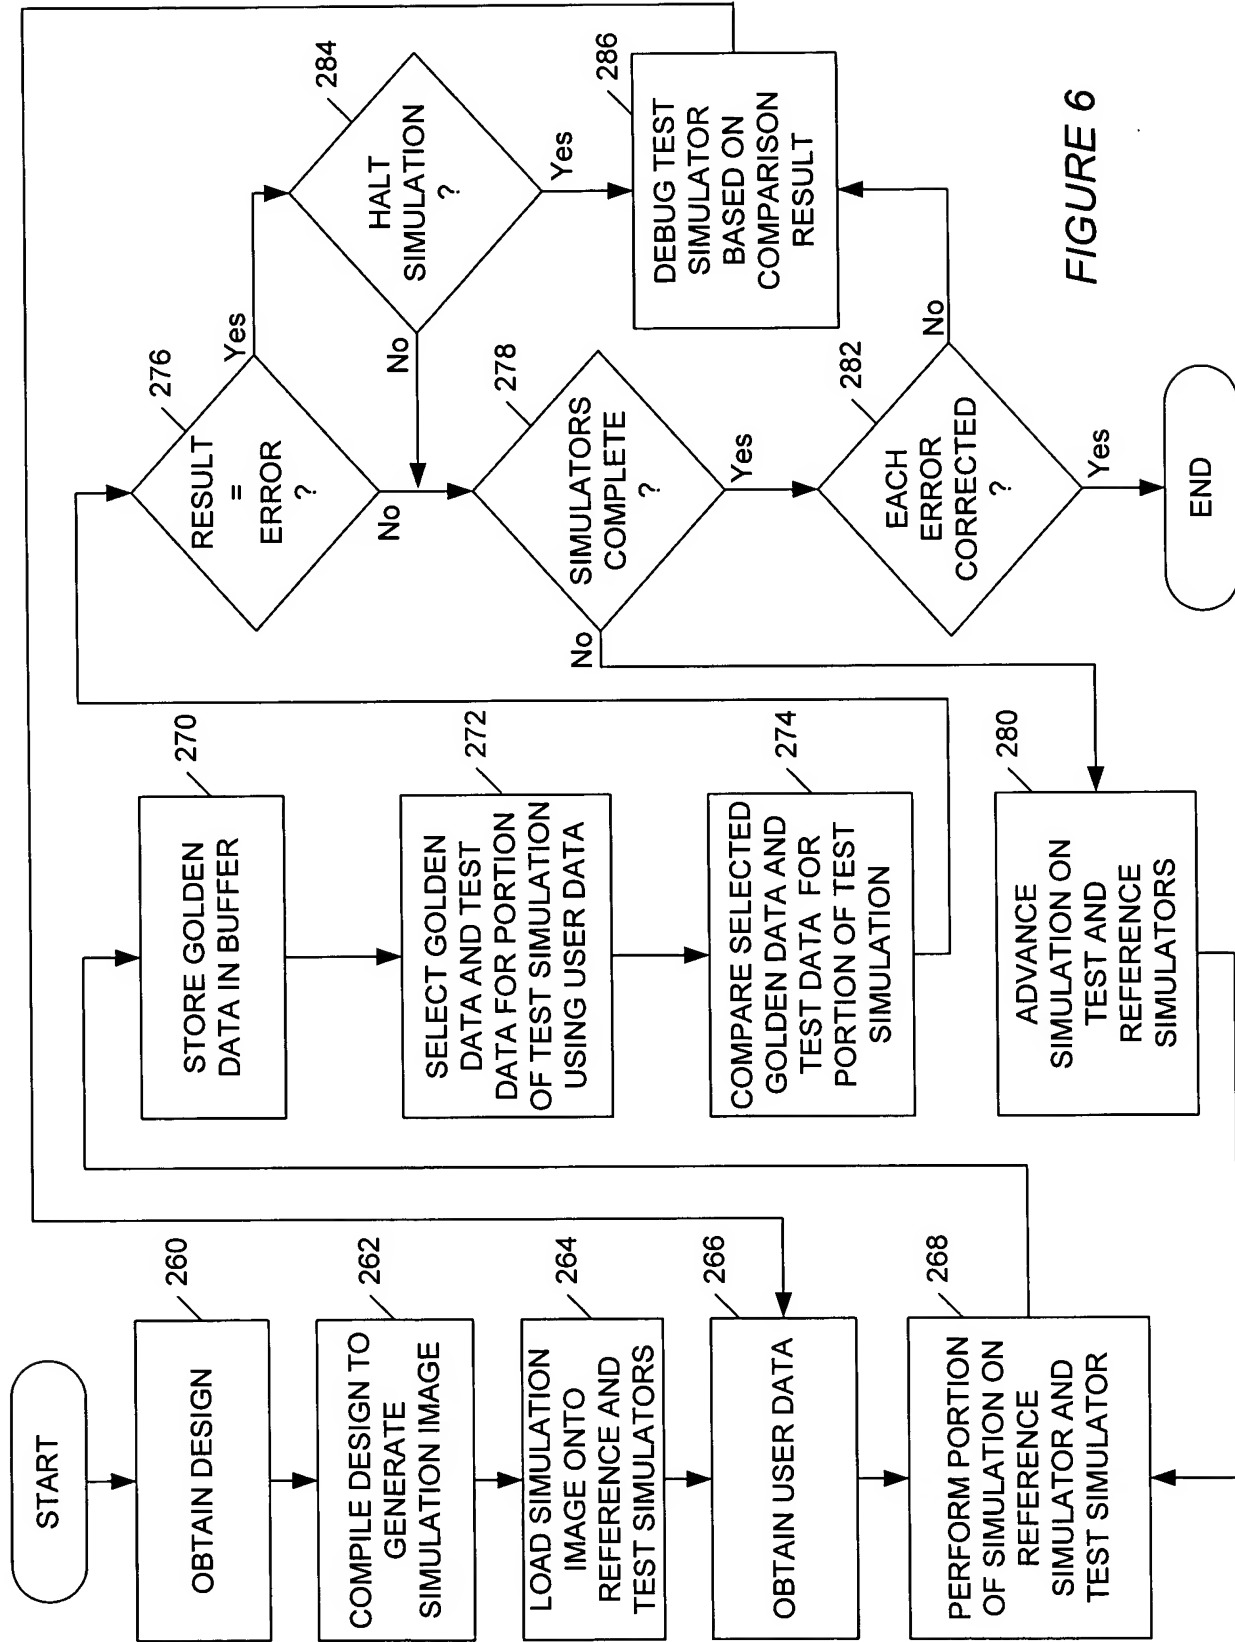 START
260
OBTAIN DESIGN
262
COMPILE DESIGN TO
GENERATE
SIMULATION IMAGE
264
LOAD SIMULATION
IMAGE ONTO
REFERENCE AND
TEST SIMULATORS
266
OBTAIN USER DATA
268
PERFORM PORTION
OF SIMULATION ON
REFERENCE
SIMULATOR AND
TEST SIMULATOR
270
STORE GOLDEN
DATA IN BUFFER
272
SELECT GOLDEN
DATA AND TEST
DATA FOR PORTION
OF TEST SIMULATION
USING USER DATA
274
COMPARE SELECTED
GOLDEN DATA AND
TEST DATA FOR
PORTION OF TEST
SIMULATION
280
ADVANCE
SIMULATION ON
TEST AND
REFERENCE
SIMULATORS
276
RESULT
=
ERROR
?
Yes
No
284
HALT
SIMULATION
?
No
Yes
278
SIMULATORS
COMPLETE
?
No
Yes
286
DEBUG TEST
SIMULATOR
BASED ON
COMPARISON
RESULT
282
EACH
ERROR
CORRECTED
?
No
Yes
END
FIGURE 6